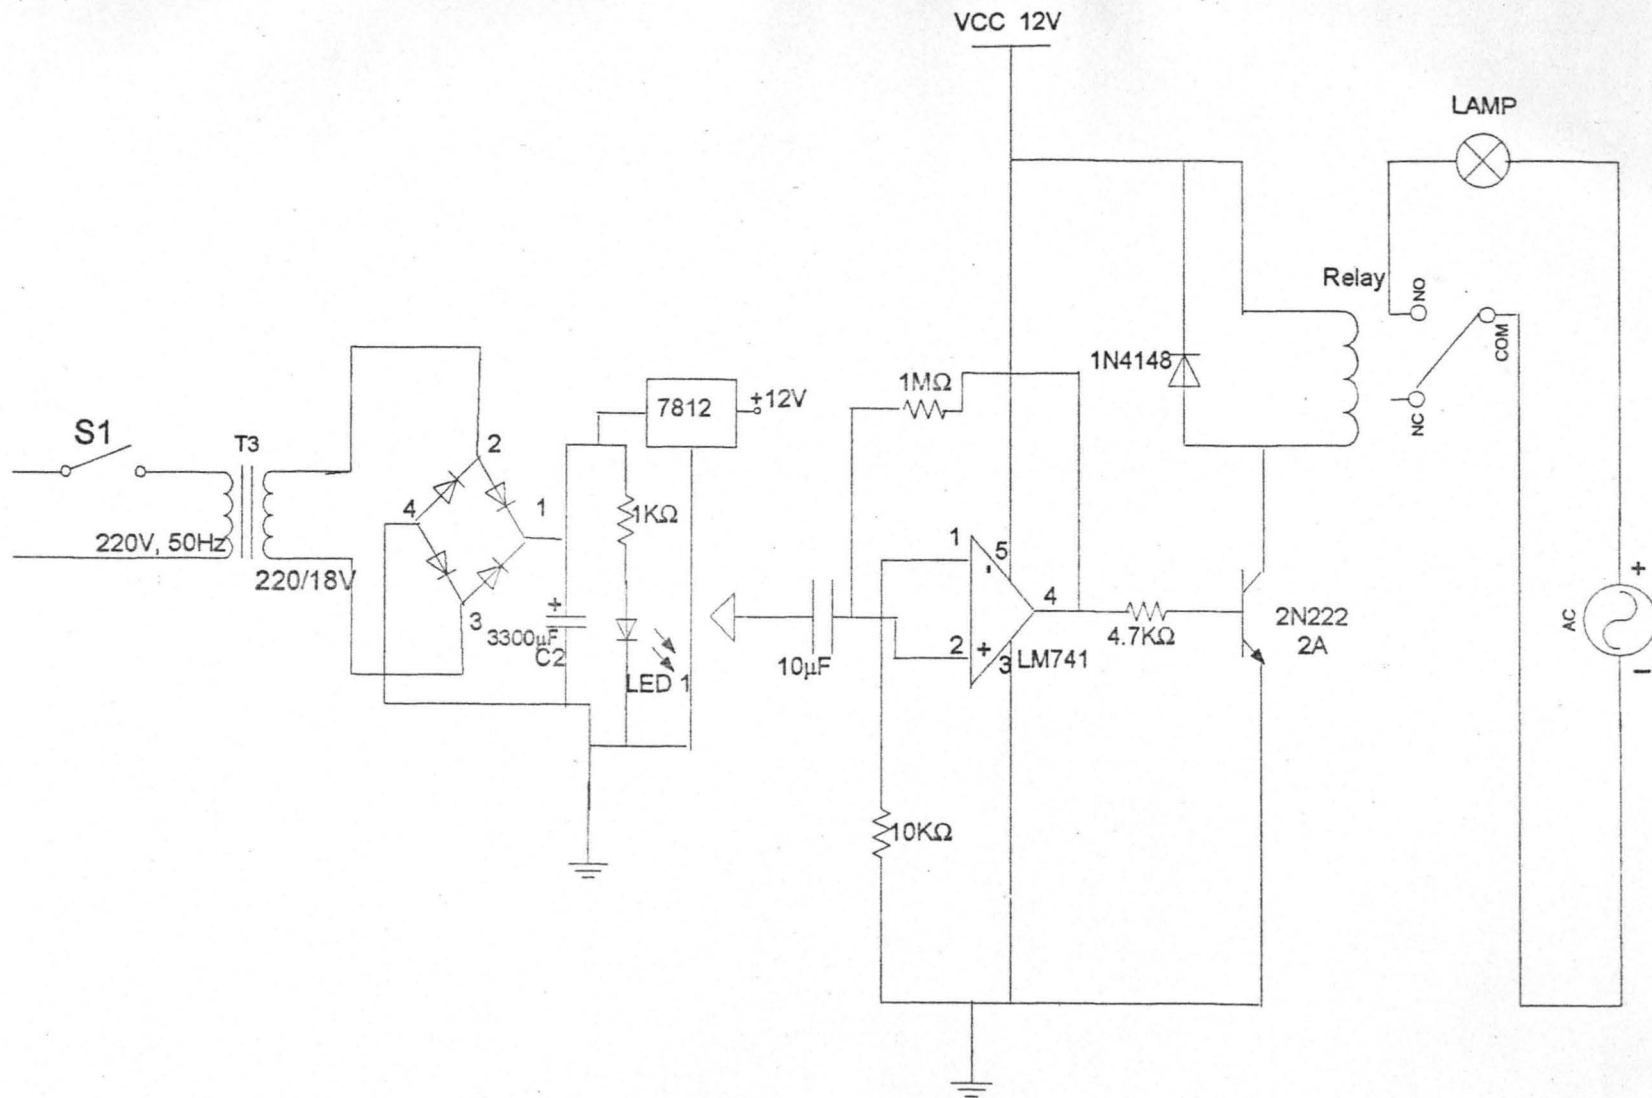 VCC 12V
LAMP
Relay
NO
COM
NC
1N4148
1MΩ
7812
+12V
S1
T3
2
4
1
1KΩ
220V, 50Hz
220/18V
3
+
3300µF
C2
LED 1
1
5
-
4
2
+
3
LM741
10µF
4.7KΩ
2N222
2A
AC
+
−
10KΩ